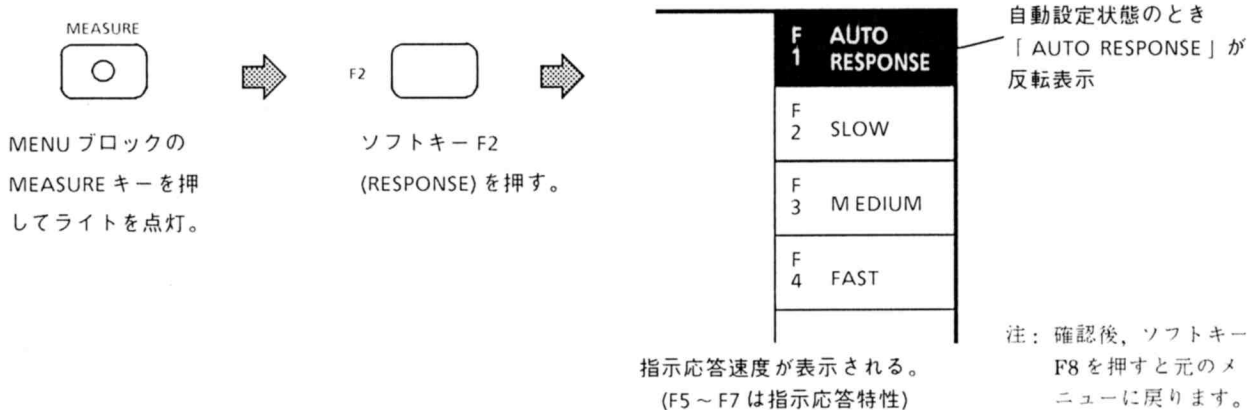 MEASURE
MENU ブロックの
MEASURE キーを押
してライトを点灯。
F2
ソフトキー F2
(RESPONSE) を押す。
F1 AUTO RESPONSE
F2 SLOW
F3 MEDIUM
F4 FAST
指示応答速度が表示される。
(F5 ~ F7 は指示応答特性)
自動設定状態のとき
「 AUTO RESPONSE 」が
反転表示
注: 確認後, ソフトキー
F8 を押すと元のメ
ニューに戻ります。